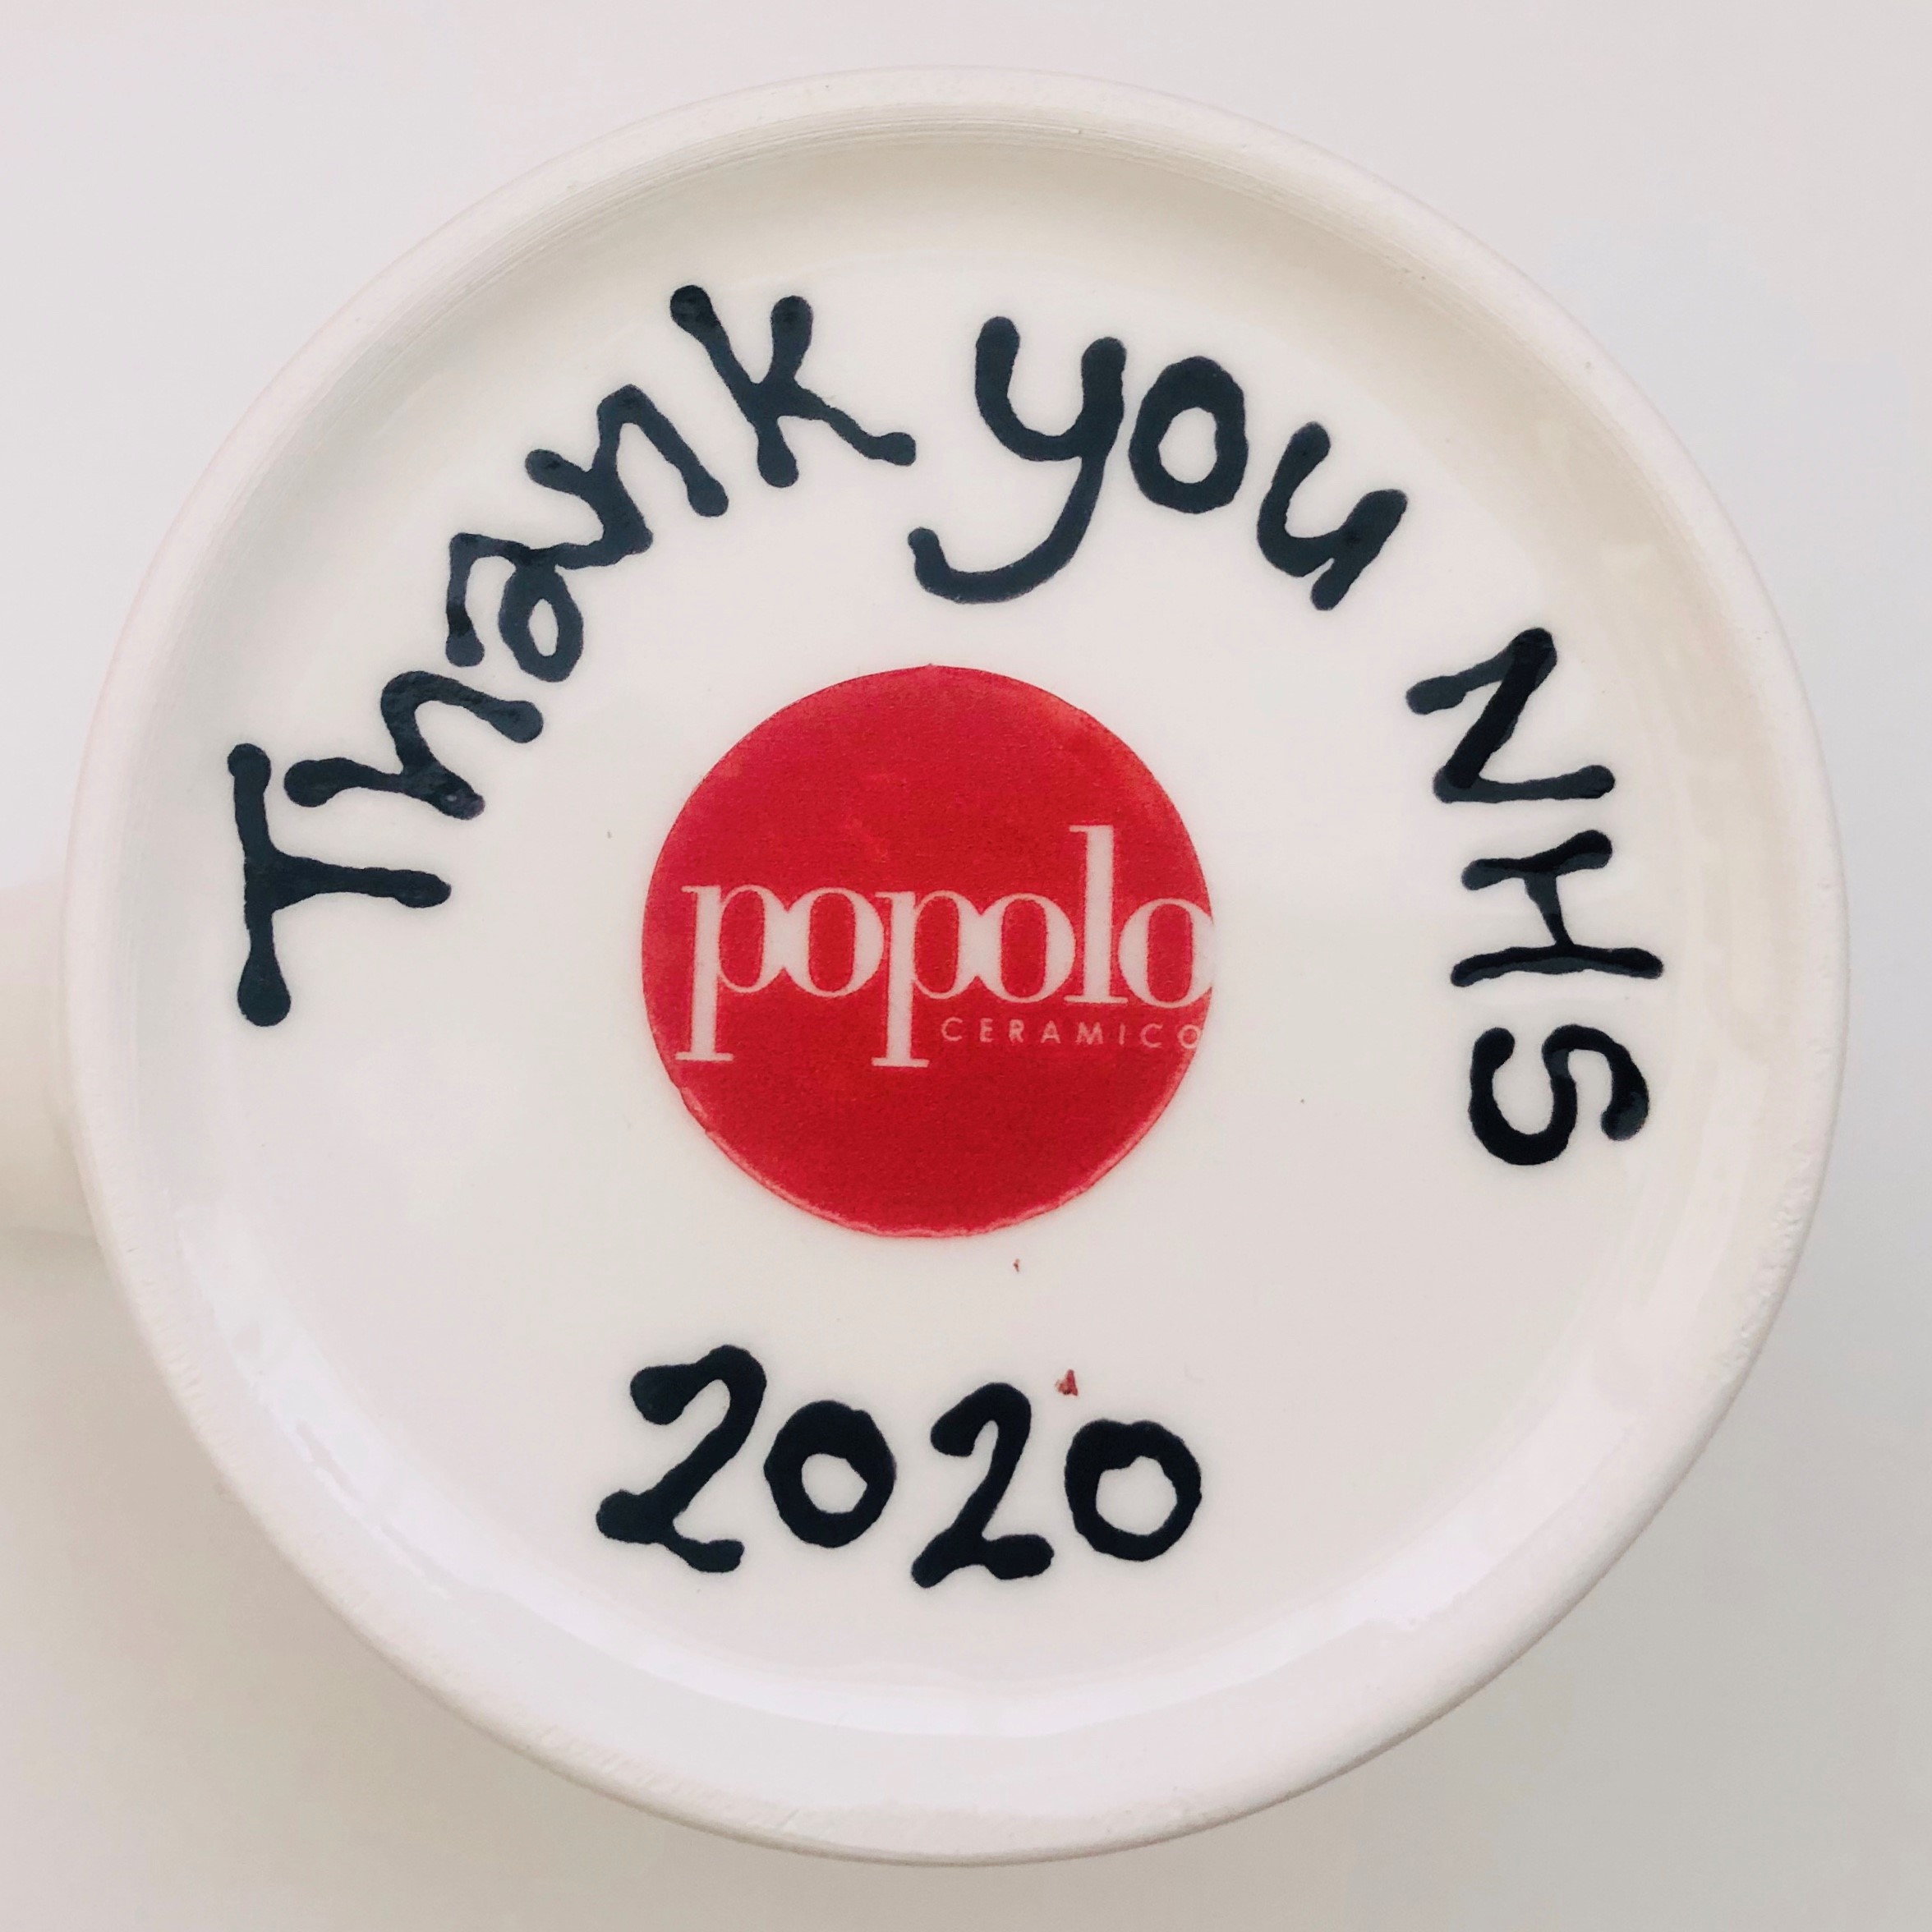 Thank you NHS
popolo
CERAMICO
2020